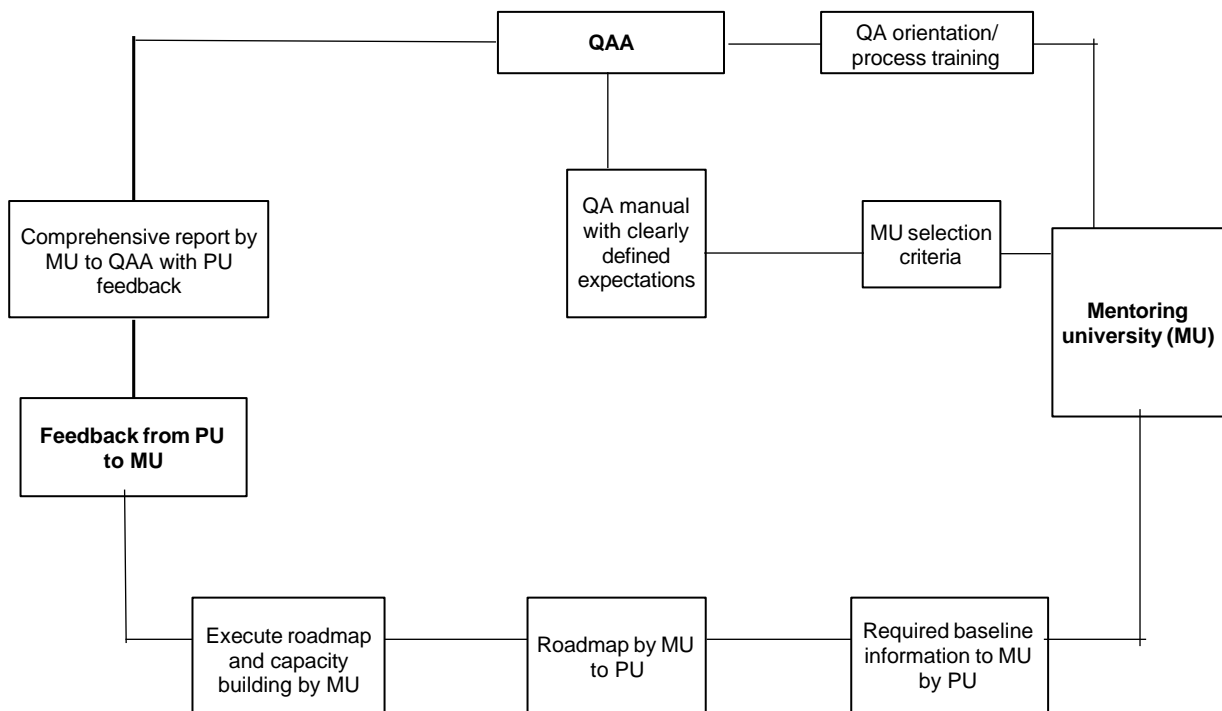 QAA
QA orientation/
process training
QA manual
with clearly
defined
expectations
MU selection
criteria
Comprehensive report by
MU to QAA with PU
feedback
Mentoring
university (MU)
Feedback from PU
to MU
Execute roadmap
and capacity
building by MU
Roadmap by MU
to PU
Required baseline
information to MU
by PU